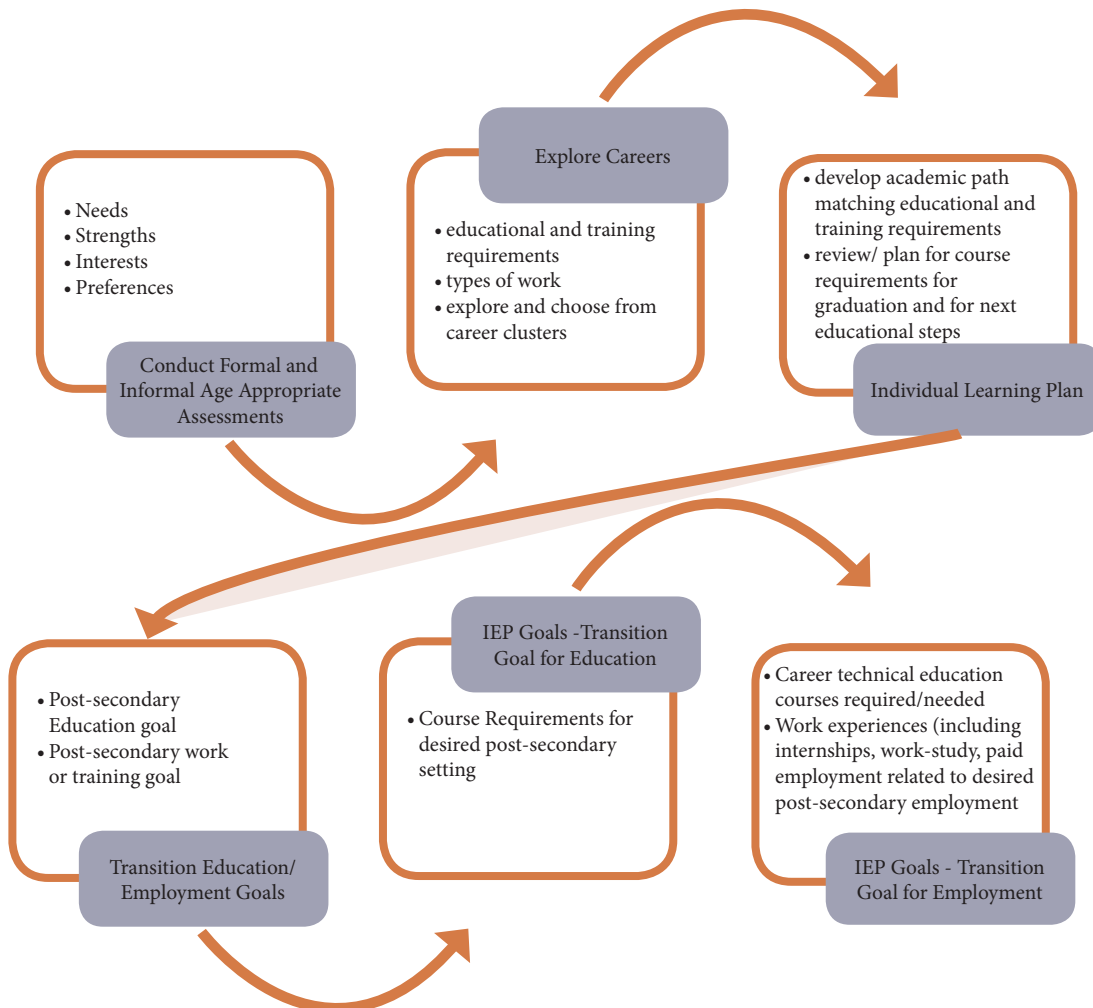 • Needs
• Strengths
• Interests
• Preferences
Conduct Formal and
Informal Age Appropriate
Assessments
Explore Careers
• educational and training
requirements
• types of work
• explore and choose from
career clusters
• develop academic path
matching educational and
training requirements
• review/ plan for course
requirements for
graduation and for next
educational steps
Individual Learning Plan
• Post-secondary
Education goal
• Post-secondary work
or training goal
Transition Education/
Employment Goals
IEP Goals -Transition
Goal for Education
• Course Requirements for
desired post-secondary
setting
• Career technical education
courses required/needed
• Work experiences (including
internships, work-study, paid
employment related to desired
post-secondary employment
IEP Goals - Transition
Goal for Employment